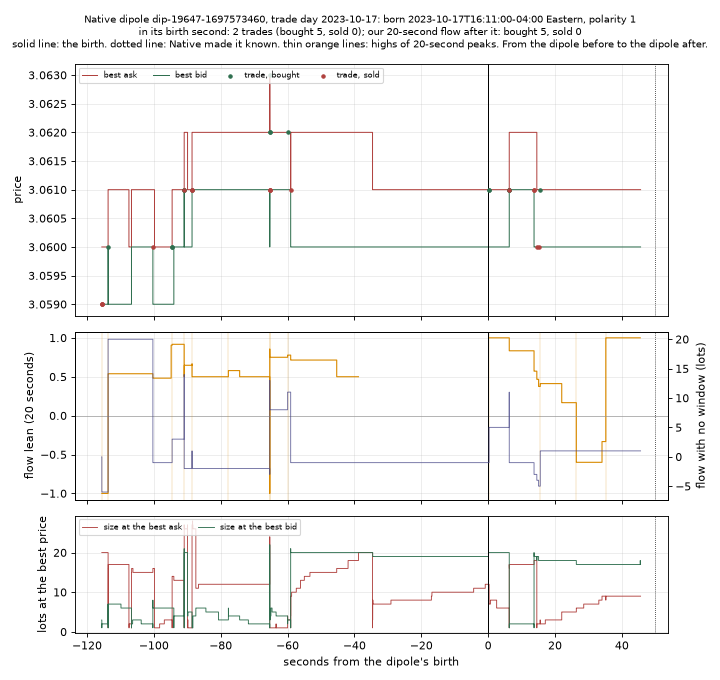 Native dipole dip-19647-1697573460, trade day 2023-10-17: born 2023-10-17T16:11:00-04:00 Eastern, polarity 1
in its birth second: 2 trades (bought 5, sold 0); our 20-second flow after it: bought 5, sold 0
solid line: the birth. dotted line: Native made it known. thin orange lines: highs of 20-second peaks. From the dipole before to the dipole after.
best ask best bid trade, bought trade, sold
3.0630
3.0625
3.0620
3.0615
3.0610
3.0605
3.0600
3.0595
3.0590
price
1.0
0.5
0.0
−0.5
−1.0
flow lean (20 seconds)
20
15
10
5
0
−5
flow with no window (lots)
size at the best ask size at the best bid
20
10
0
lots at the best price
−120 −100 −80 −60 −40 −20 0 20 40
seconds from the dipole's birth